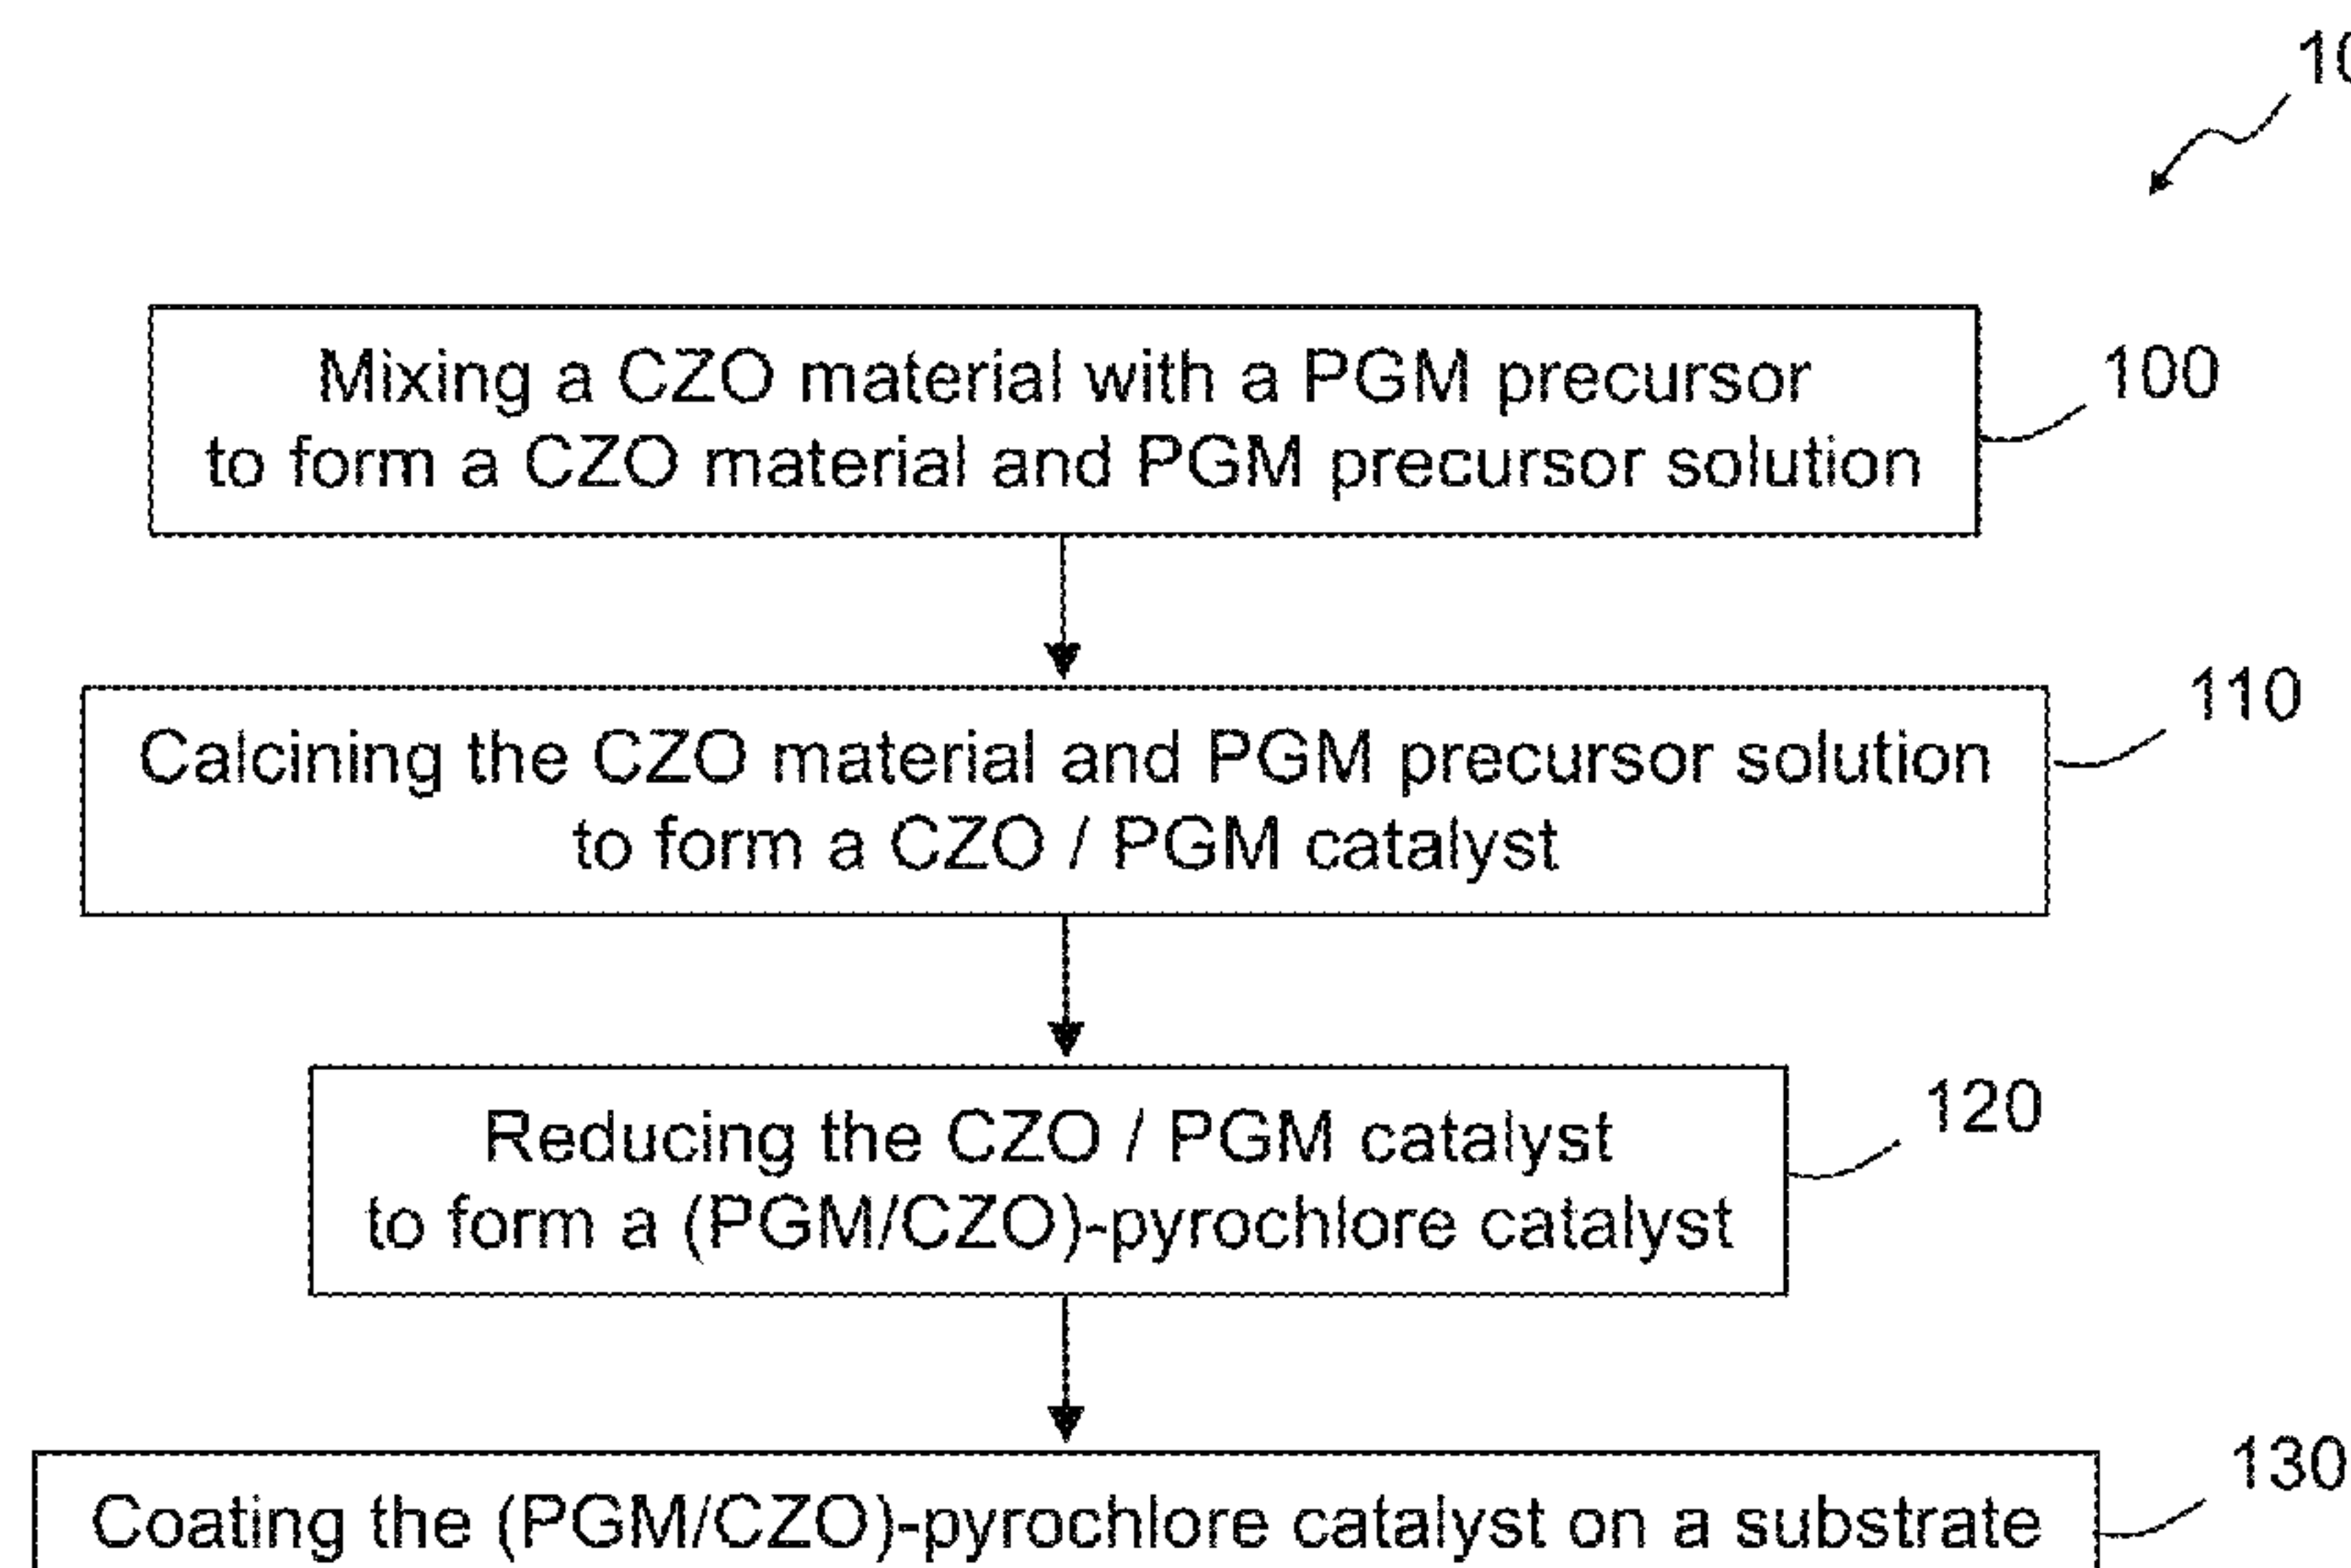 10
Mixing a CZO material with a PGM precursor
to form a CZO material and PGM precursor solution
100
Calcining the CZO material and PGM precursor solution
to form a CZO / PGM catalyst
110
Reducing the CZO / PGM catalyst
to form a (PGM/CZO)-pyrochlore catalyst
120
Coating the (PGM/CZO)-pyrochlore catalyst on a substrate
130